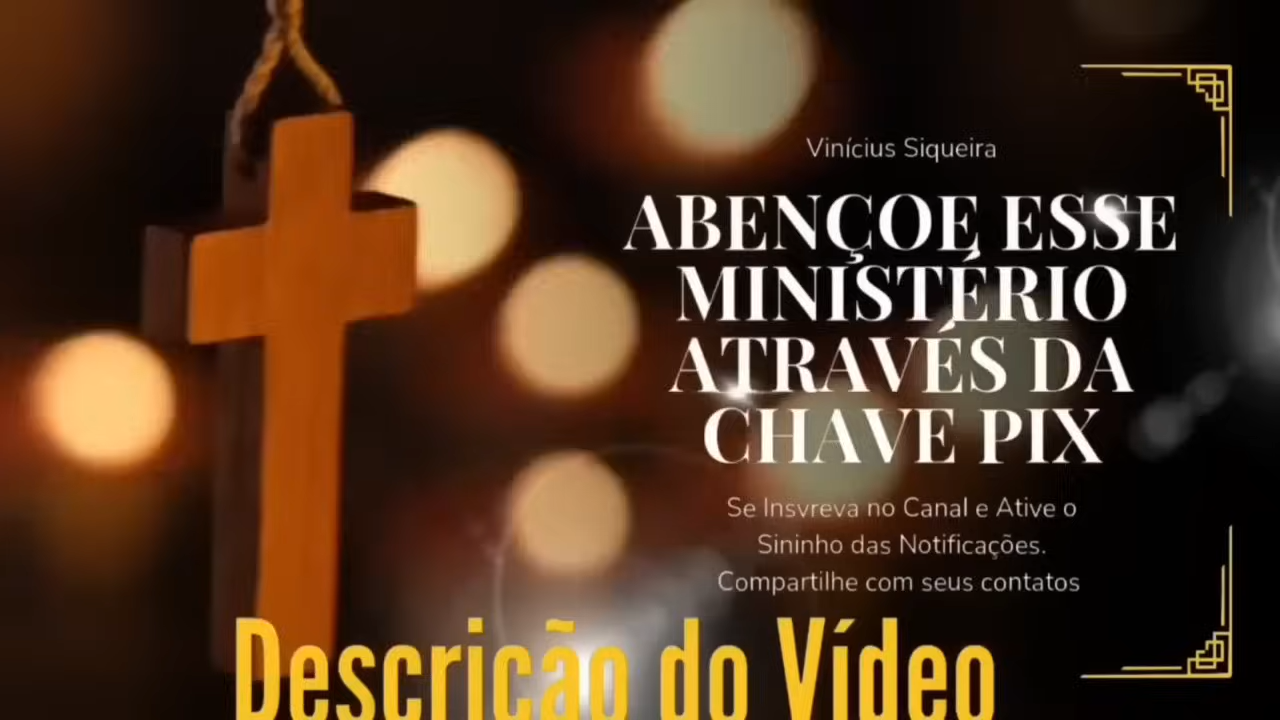 Vinícius Siqueira
ABENÇOE ESSE
MINISTÉRIO
ATRAVÉS DA
CHAVE PIX
Se Insvreva no Canal e Ative o
Sininho das Notificações.
Compartilhe com seus contatos
Descrição do Vídeo